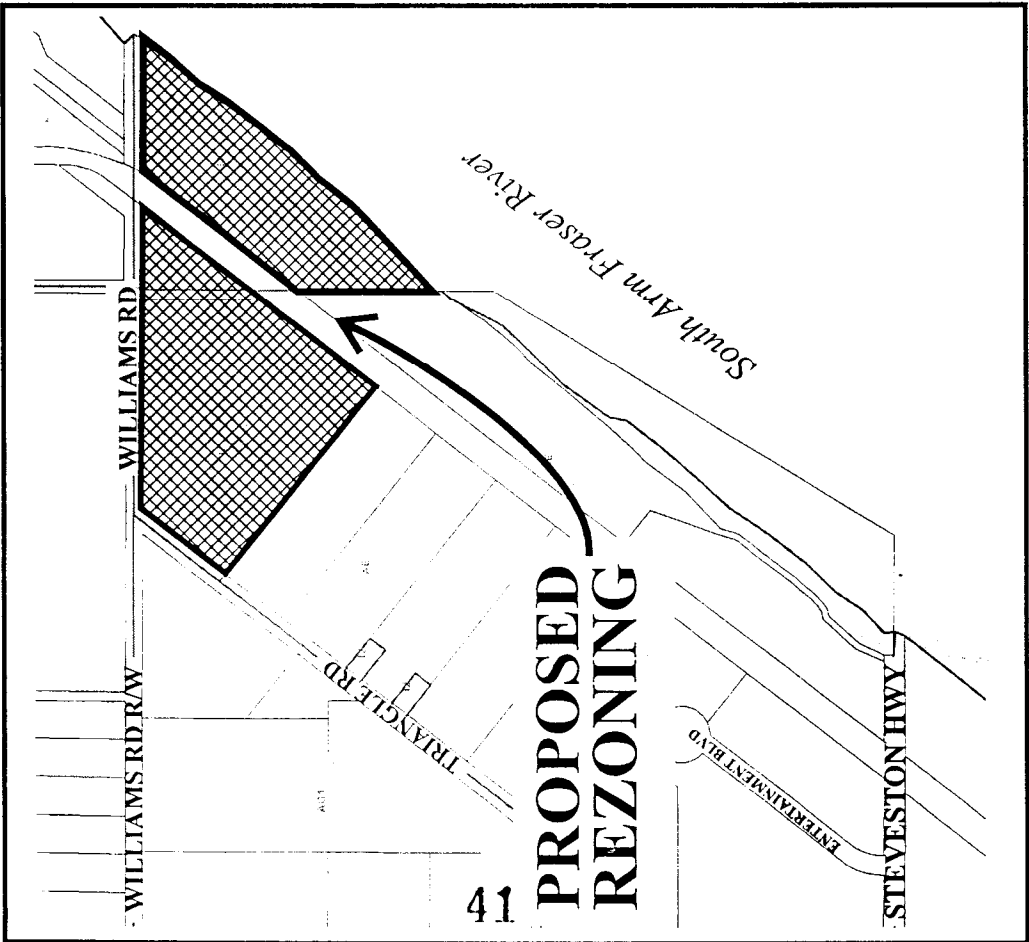 South Arm Fraser River
WILLIAMS RD
WILLIAMS RD R/W
TRIANGLE RD
PROPOSED
REZONING
ENTERTAINMENT BLVD
STEVESTON HWY
41